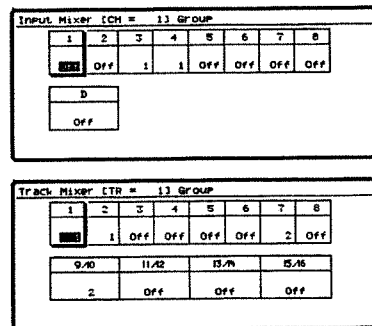 Input Mixer [CH = 1] Group
1 2 3 4 5 6 7 8
Off 1 1 Off Off Off Off
D
Off
Track Mixer [TR = 1] Group
1 2 3 4 5 6 7 8
1 Off Off Off Off 2 Off
9/10 11/12 13/14 15/16
2 Off Off Off